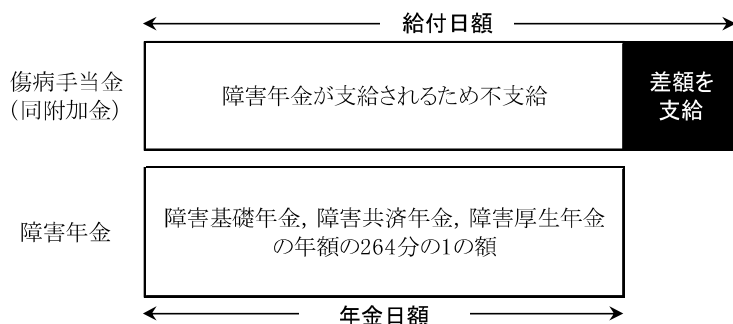 給付日額
傷病手当金
（同附加金）
障害年金が支給されるため不支給
差額を
支給
障害年金
障害基礎年金，障害共済年金，障害厚生年金
の年額の264分の1の額
年金日額